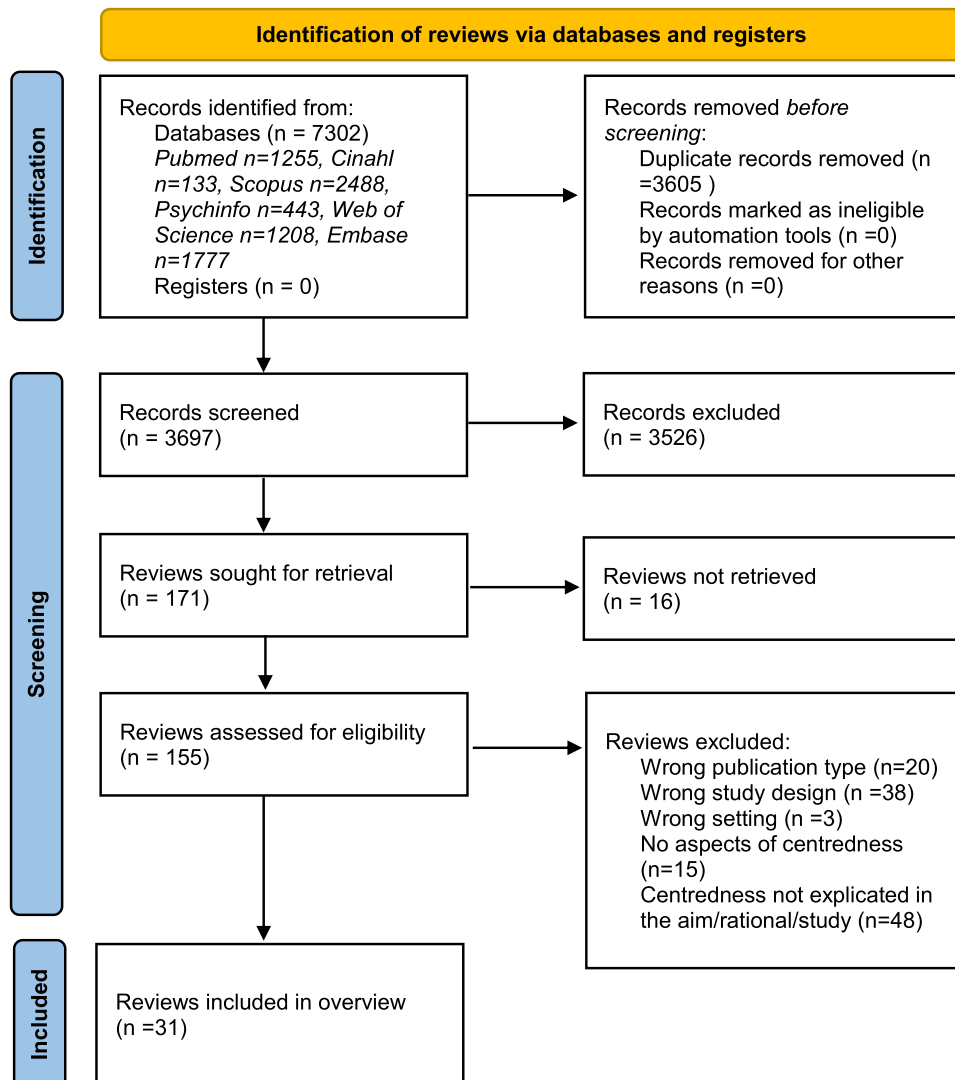 Identification of reviews via databases and registers
Identification
Records identified from:
Databases (n = 7302)
Pubmed n=1255, Cinahl
n=133, Scopus n=2488,
Psychinfo n=443, Web of
Science n=1208, Embase
n=1777
Registers (n = 0)
Records removed before
screening:
Duplicate records removed (n
=3605 )
Records marked as ineligible
by automation tools (n =0)
Records removed for other
reasons (n =0)
Screening
Records screened
(n = 3697)
Records excluded
(n = 3526)
Reviews sought for retrieval
(n = 171)
Reviews not retrieved
(n = 16)
Reviews assessed for eligibility
(n = 155)
Reviews excluded:
Wrong publication type (n=20)
Wrong study design (n =38)
Wrong setting (n =3)
No aspects of centredness
(n=15)
Centredness not explicated in
the aim/rational/study (n=48)
Included
Reviews included in overview
(n =31)